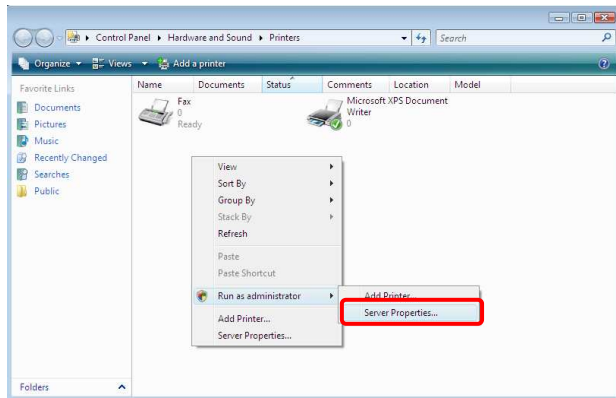 Control Panel ▸ Hardware and Sound ▸ Printers
Search
Organize Views Add a printer
Favorite Links
Documents
Pictures
Music
Recently Changed
Searches
Public
Folders
Name Documents Status Comments Location Model
Fax
0
Ready
Microsoft XPS Document
Writer
0
View
Sort By
Group By
Stack By
Refresh
Paste
Paste Shortcut
Run as administrator
Add Printer...
Server Properties...
Add Printer...
Server Properties...